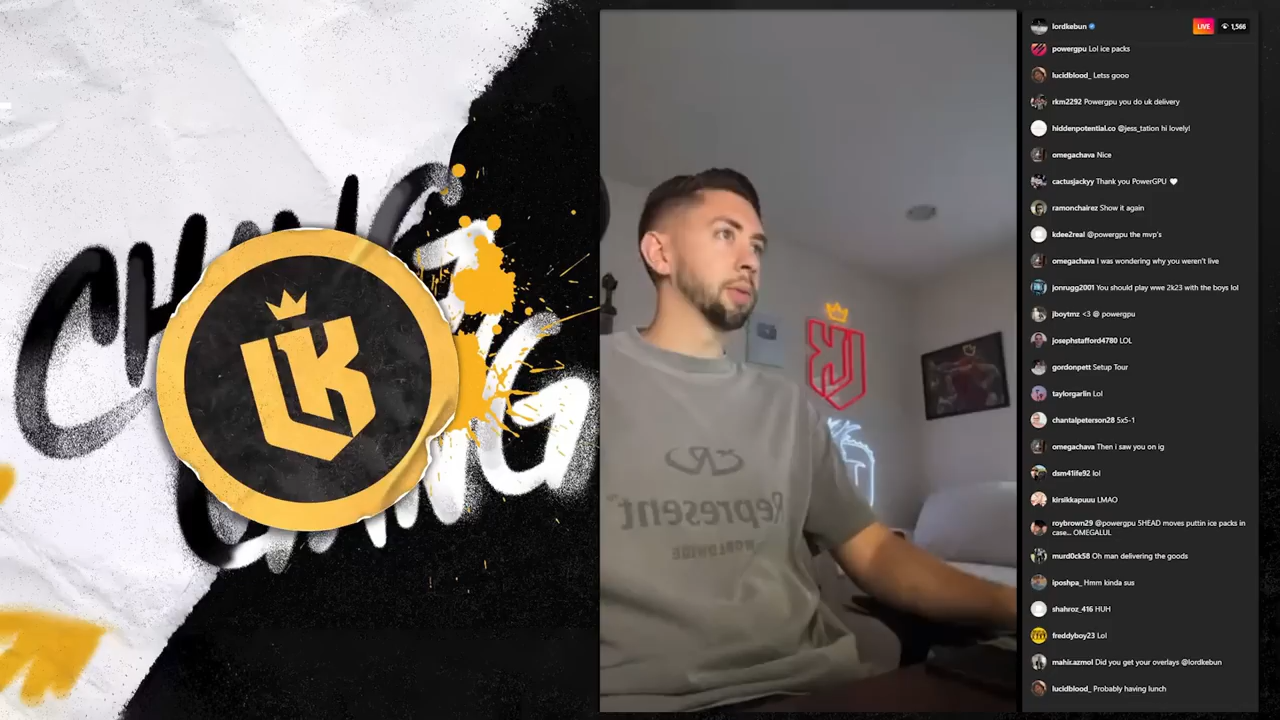 LK
LK
R
Represent
WORLDWIDE
lordkebun
LIVE
1,566
powergpu Lol ice packs
lucidblood_ Letss gooo
rkm2292 Powergpu you do uk delivery
hiddenpotential.co @jess_tation hi lovely!
omegachava Nice
cactusjackyy Thank you PowerGPU 🤍
ramonchairez Show it again
kdee2real @powergpu the mvp's
omegachava I was wondering why you weren't live
jonrugg2001 You should play wwe 2k23 with the boys lol
jboytmz <3 @ powergpu
josephstafford4780 LOL
gordonpett Setup Tour
taylorgarlin Lol
chantalpeterson28 5x5-1
omegachava Then i saw you on ig
dsm41life92 lol
kirsikkapuuu LMAO
roybrown29 @powergpu 5HEAD moves puttin ice packs in
case... OMEGALUL
murd0ck58 Oh man delivering the goods
iposhpa_ Hmm kinda sus
shahroz_416 HUH
freddyboy23 Lol
mahir.azmol Did you get your overlays @lordkebun
lucidblood_ Probably having lunch